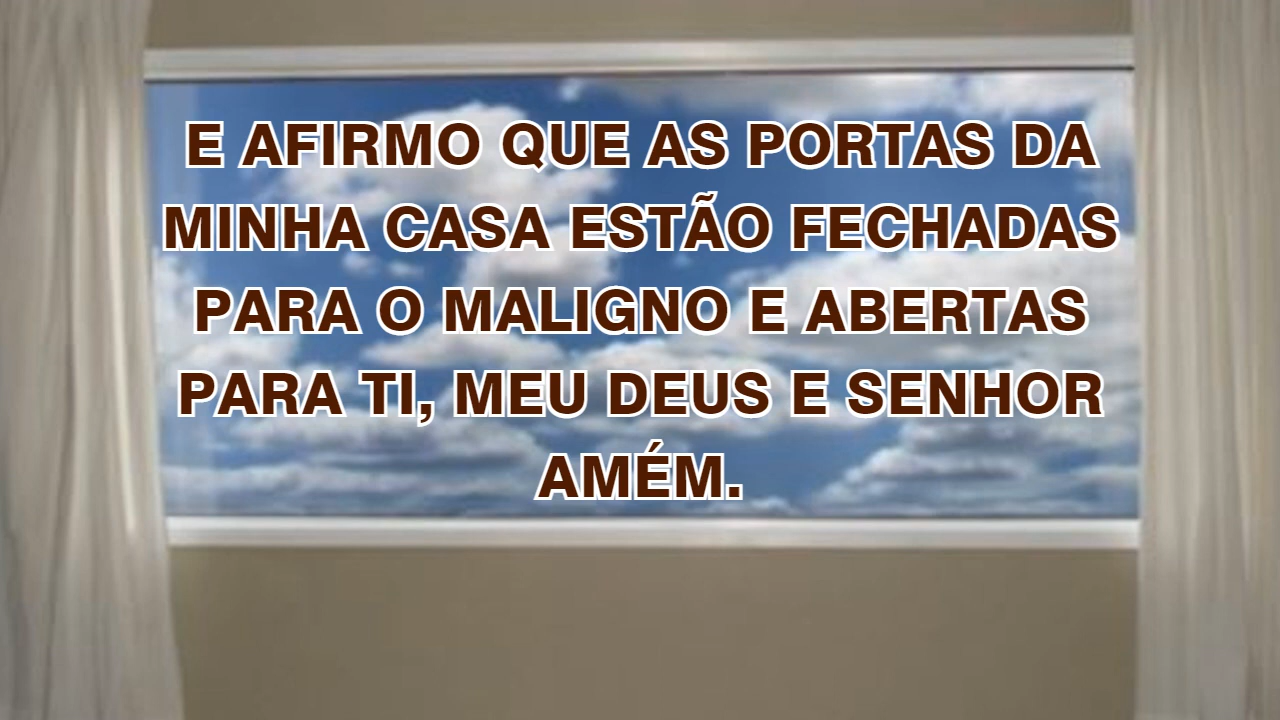 E AFIRMO QUE AS PORTAS DA
MINHA CASA ESTÃO FECHADAS
PARA O MALIGNO E ABERTAS
PARA TI, MEU DEUS E SENHOR
AMÉM.